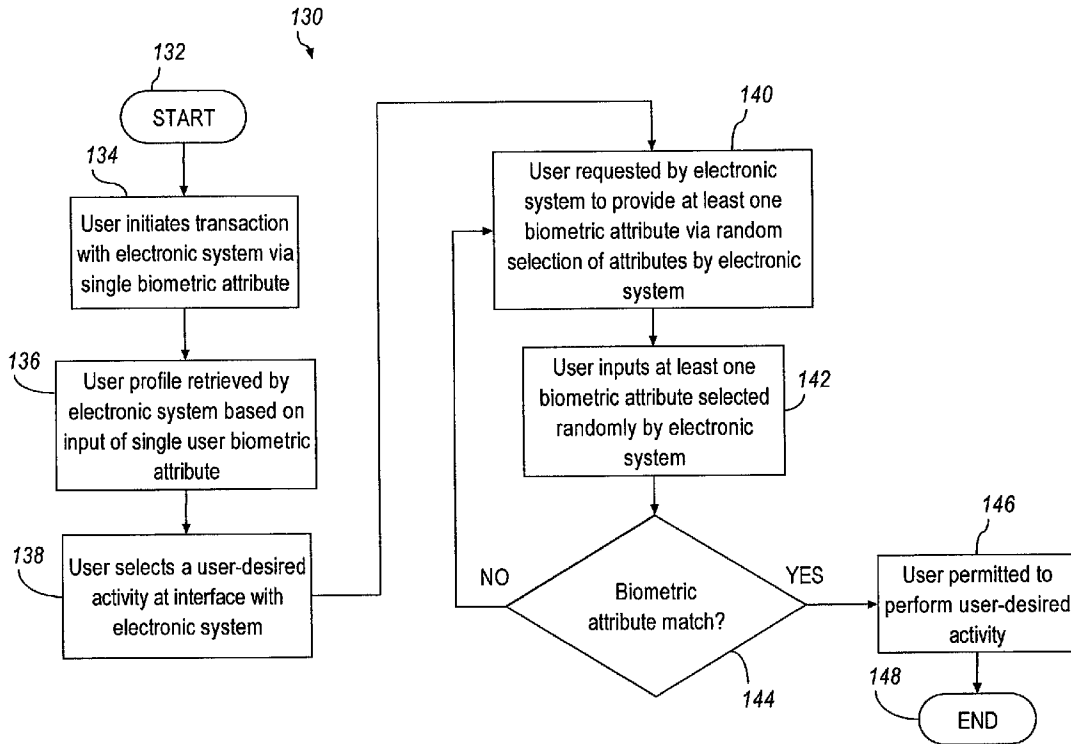 130
132
START
134
User initiates transaction
with electronic system via
single biometric attribute
136
User profile retrieved by
electronic system based on
input of single user biometric
attribute
138
User selects a user-desired
activity at interface with
electronic system
140
User requested by electronic
system to provide at least one
biometric attribute via random
selection of attributes by electronic
system
User inputs at least one
biometric attribute selected
randomly by electronic
system
142
NO
Biometric
attribute match?
YES
144
146
User permitted to
perform user-desired
activity
148
END